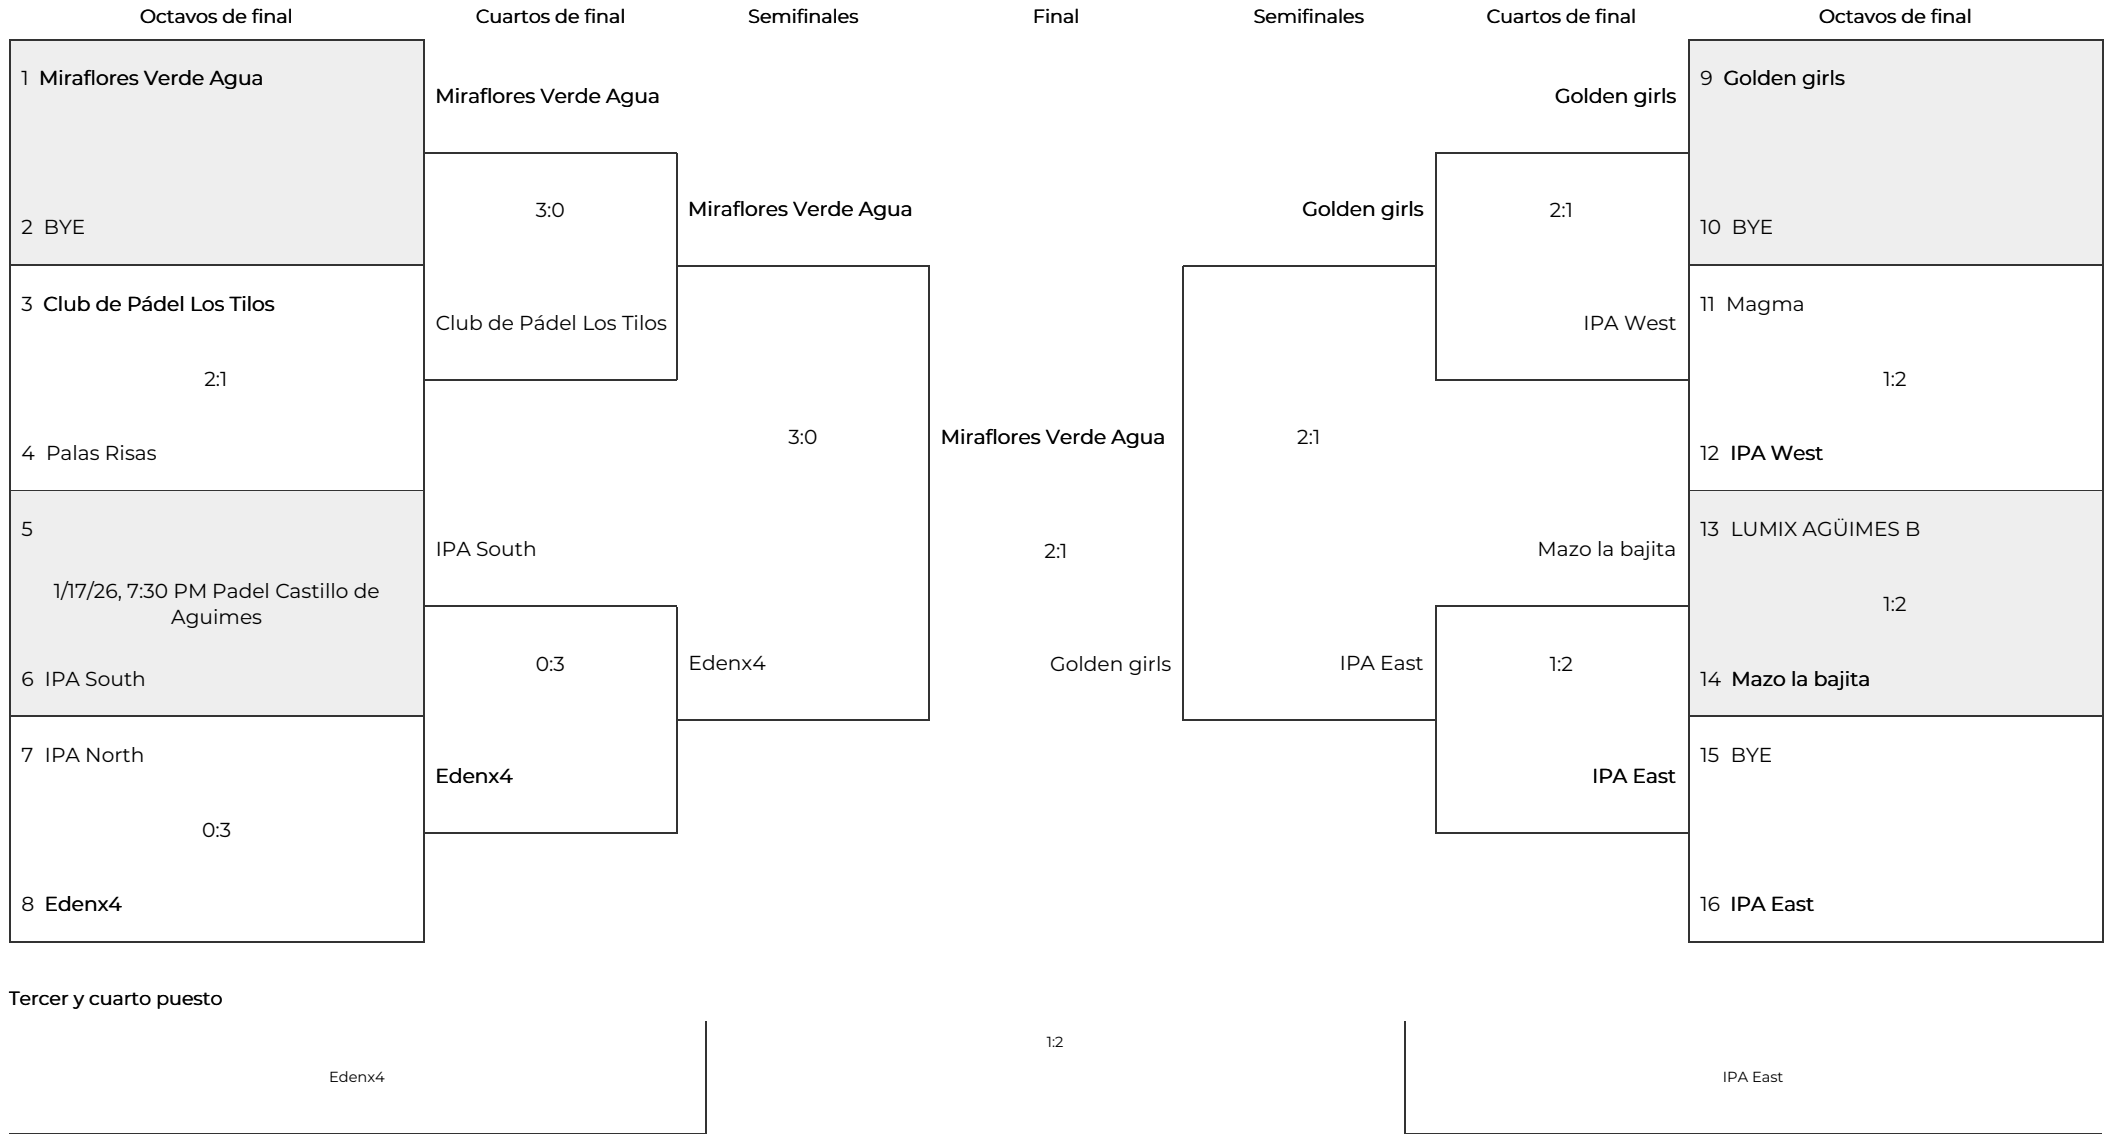 Octavos de final
Cuartos de final
Semifinales
Final
Semifinales
Cuartos de final
Octavos de final
1 Miraflores Verde Agua
2 BYE
3 Club de Pádel Los Tilos
2:1
4 Palas Risas
5
1/17/26, 7:30 PM Padel Castillo de
Aguimes
6 IPA South
7 IPA North
0:3
8 Edenx4
Miraflores Verde Agua
3:0
Club de Pádel Los Tilos
IPA South
0:3
Edenx4
Miraflores Verde Agua
3:0
Edenx4
Miraflores Verde Agua
2:1
Golden girls
Golden girls
2:1
IPA East
Golden girls
2:1
IPA West
Mazo la bajita
1:2
IPA East
9 Golden girls
10 BYE
11 Magma
1:2
12 IPA West
13 LUMIX AGÜIMES B
1:2
14 Mazo la bajita
15 BYE
16 IPA East
Tercer y cuarto puesto
Edenx4
1:2
IPA East